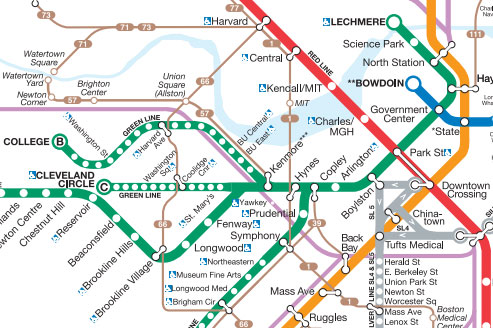 73
71
73
71
Harvard
LECHMERE
111
Watertown
Square
Science Park
Central
RED LINE
North Station
Watertown
Yard
Brighton
Center
Union
Square
(Allston)
66
Kendall/MIT
**BOWDOIN
Hay
Newton
Corner
57
57
MIT
Government
Center
Washington St
GREEN LINE
Harvard
Ave
BU Central
BU East
1
Charles/
MGH
*State
COLLEGE
B
Kenmore***
Hynes
Copley
Arlington
Park St
Washington
Sq
Coolidge
Cnr
CLEVELAND
CIRCLE
C
GREEN LINE
Boylston
Downtown
Crossing
lands
ewton Centre
Chestnut Hill
Reservoir
Beaconsfield
Brookline Hills
Brookline Village
St. Mary's
Yawkey
Prudential
Fenway
Symphony
Longwood
39
SL 5
SL4
China-
town
Tufts Medical
66
Northeastern
Museum Fine Arts
Longwood Med
Brigham Cir
Back
Bay
SL4 & SL5
Herald St
E. Berkeley St
Union Park St
Newton St
Worcester Sq
Mass Ave
Lenox St
Mass Ave
1
Ruggles
66
Boston
Medical
Center